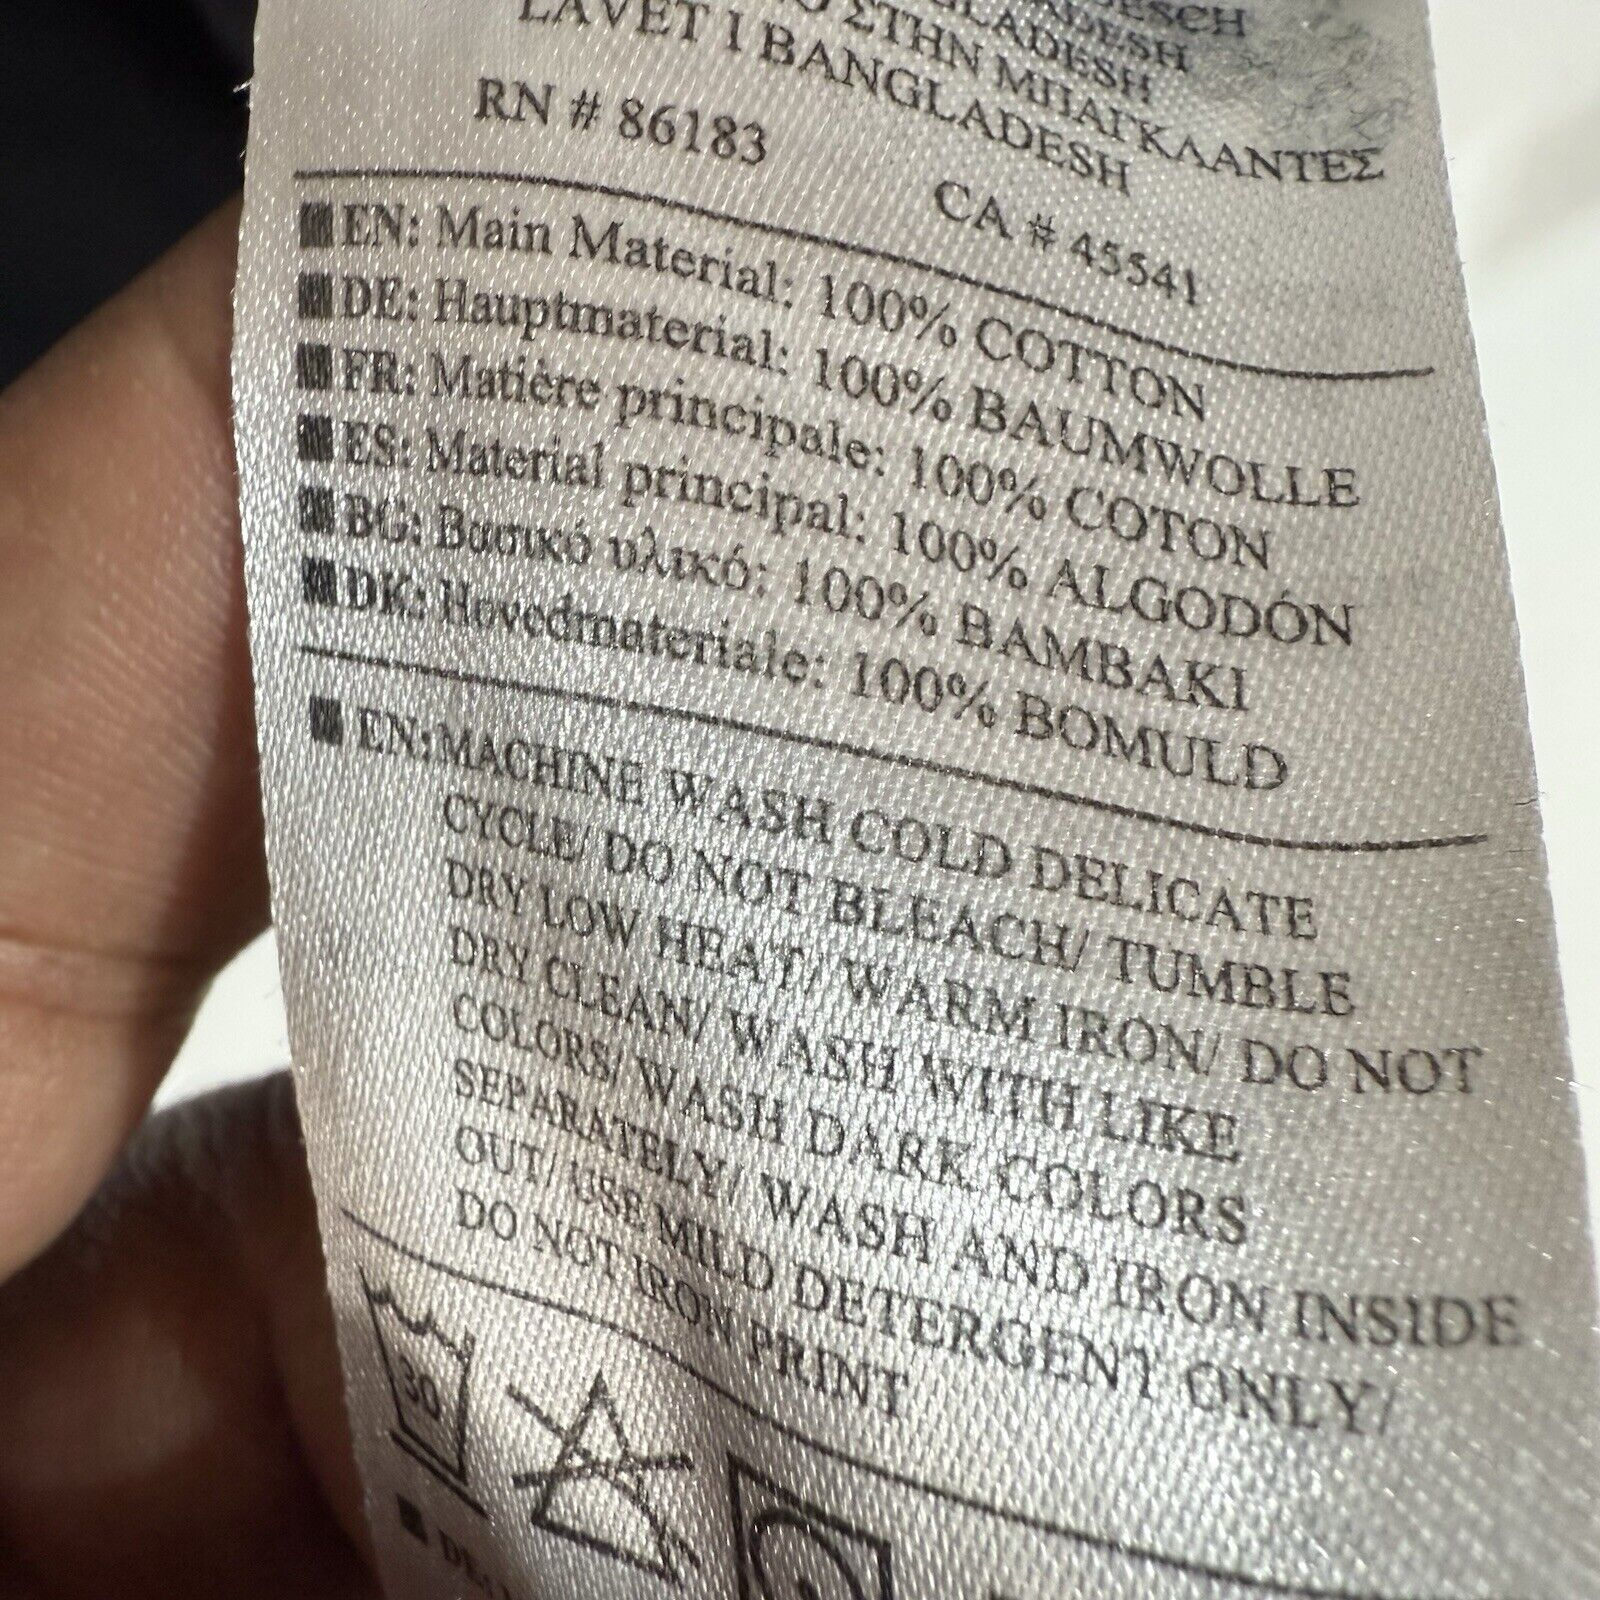 DESH
LADESH
ΣΤΗΝ ΜΠΑΓΚΛΑΝΤΕΣ
LAVET I BANGLADESH
RN # 86183
CA # 45541
EN: Main Material: 100% COTTON
DE: Hauptmaterial: 100% BAUMWOLLE
FR: Matière principale: 100% COTON
ES: Material principal: 100% ALGODÓN
BG: Βασικό υλικό: 100% BAMBAKI
DK: Hovedmateriale: 100% BOMULD
EN: MACHINE WASH COLD DELICATE
CYCLE/ DO NOT BLEACH/ TUMBLE
DRY LOW HEAT/ WARM IRON/ DO NOT
DRY CLEAN/ WASH WITH LIKE
COLORS/ WASH DARK COLORS
SEPARATELY/ WASH AND IRON INSIDE
OUT/ USE MILD DETERGENT ONLY/
DO NOT IRON PRINT
30